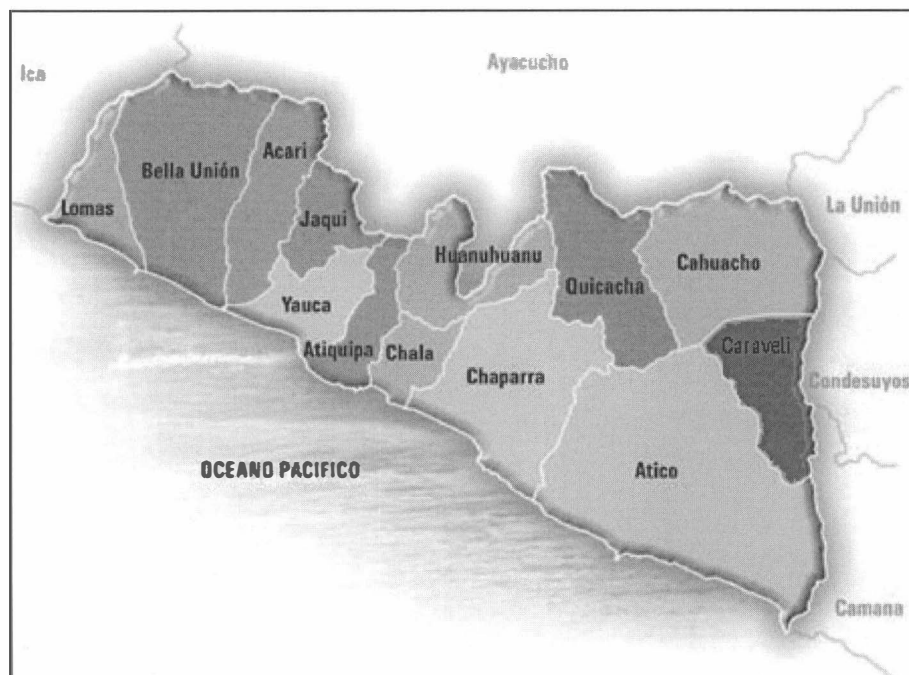 Ayacucho
Ica
Acari
Bella Unión
La Unión
Lomas
Jaqui
Huanuhuanu
Cahuacho
Quicacha
Yauca
Caraveli
Atiquipa
Chala
Chaparra
Condesuyos
OCEANO PACIFICO
Atico
Camana